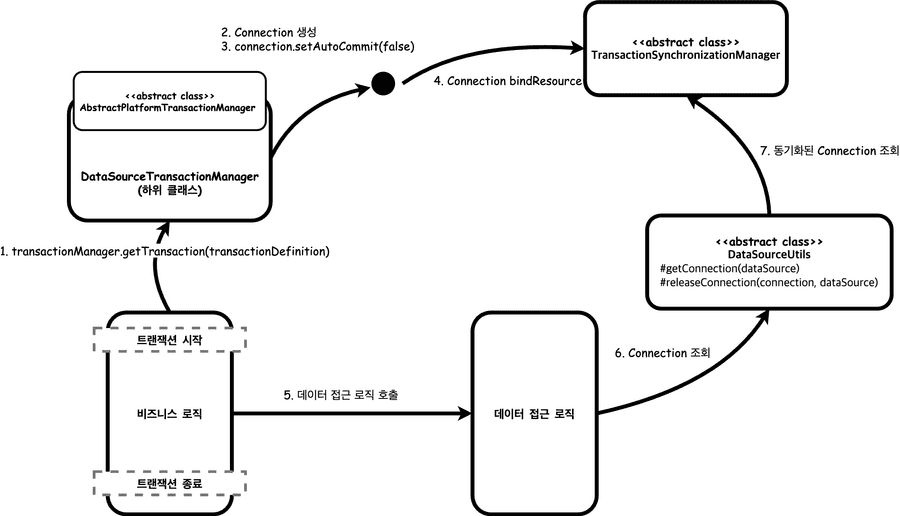 2. Connection 생성
3. connection.setAutoCommit(false)
<<abstract class>>
TransactionSynchronizationManager
4. Connection bindResource
<<abstract class>>
AbstractPlatformTransactionManager
DataSourceTransactionManager
(하위 클래스)
7. 동기화된 Connection 조회
1. transactionManager.getTransaction(transactionDefinition)
<<abstract class>>
DataSourceUtils
#getConnection(dataSource)
#releaseConnection(connection, dataSource)
트랜잭션 시작
6. Connection 조회
5. 데이터 접근 로직 호출
비즈니스 로직
데이터 접근 로직
트랜잭션 종료